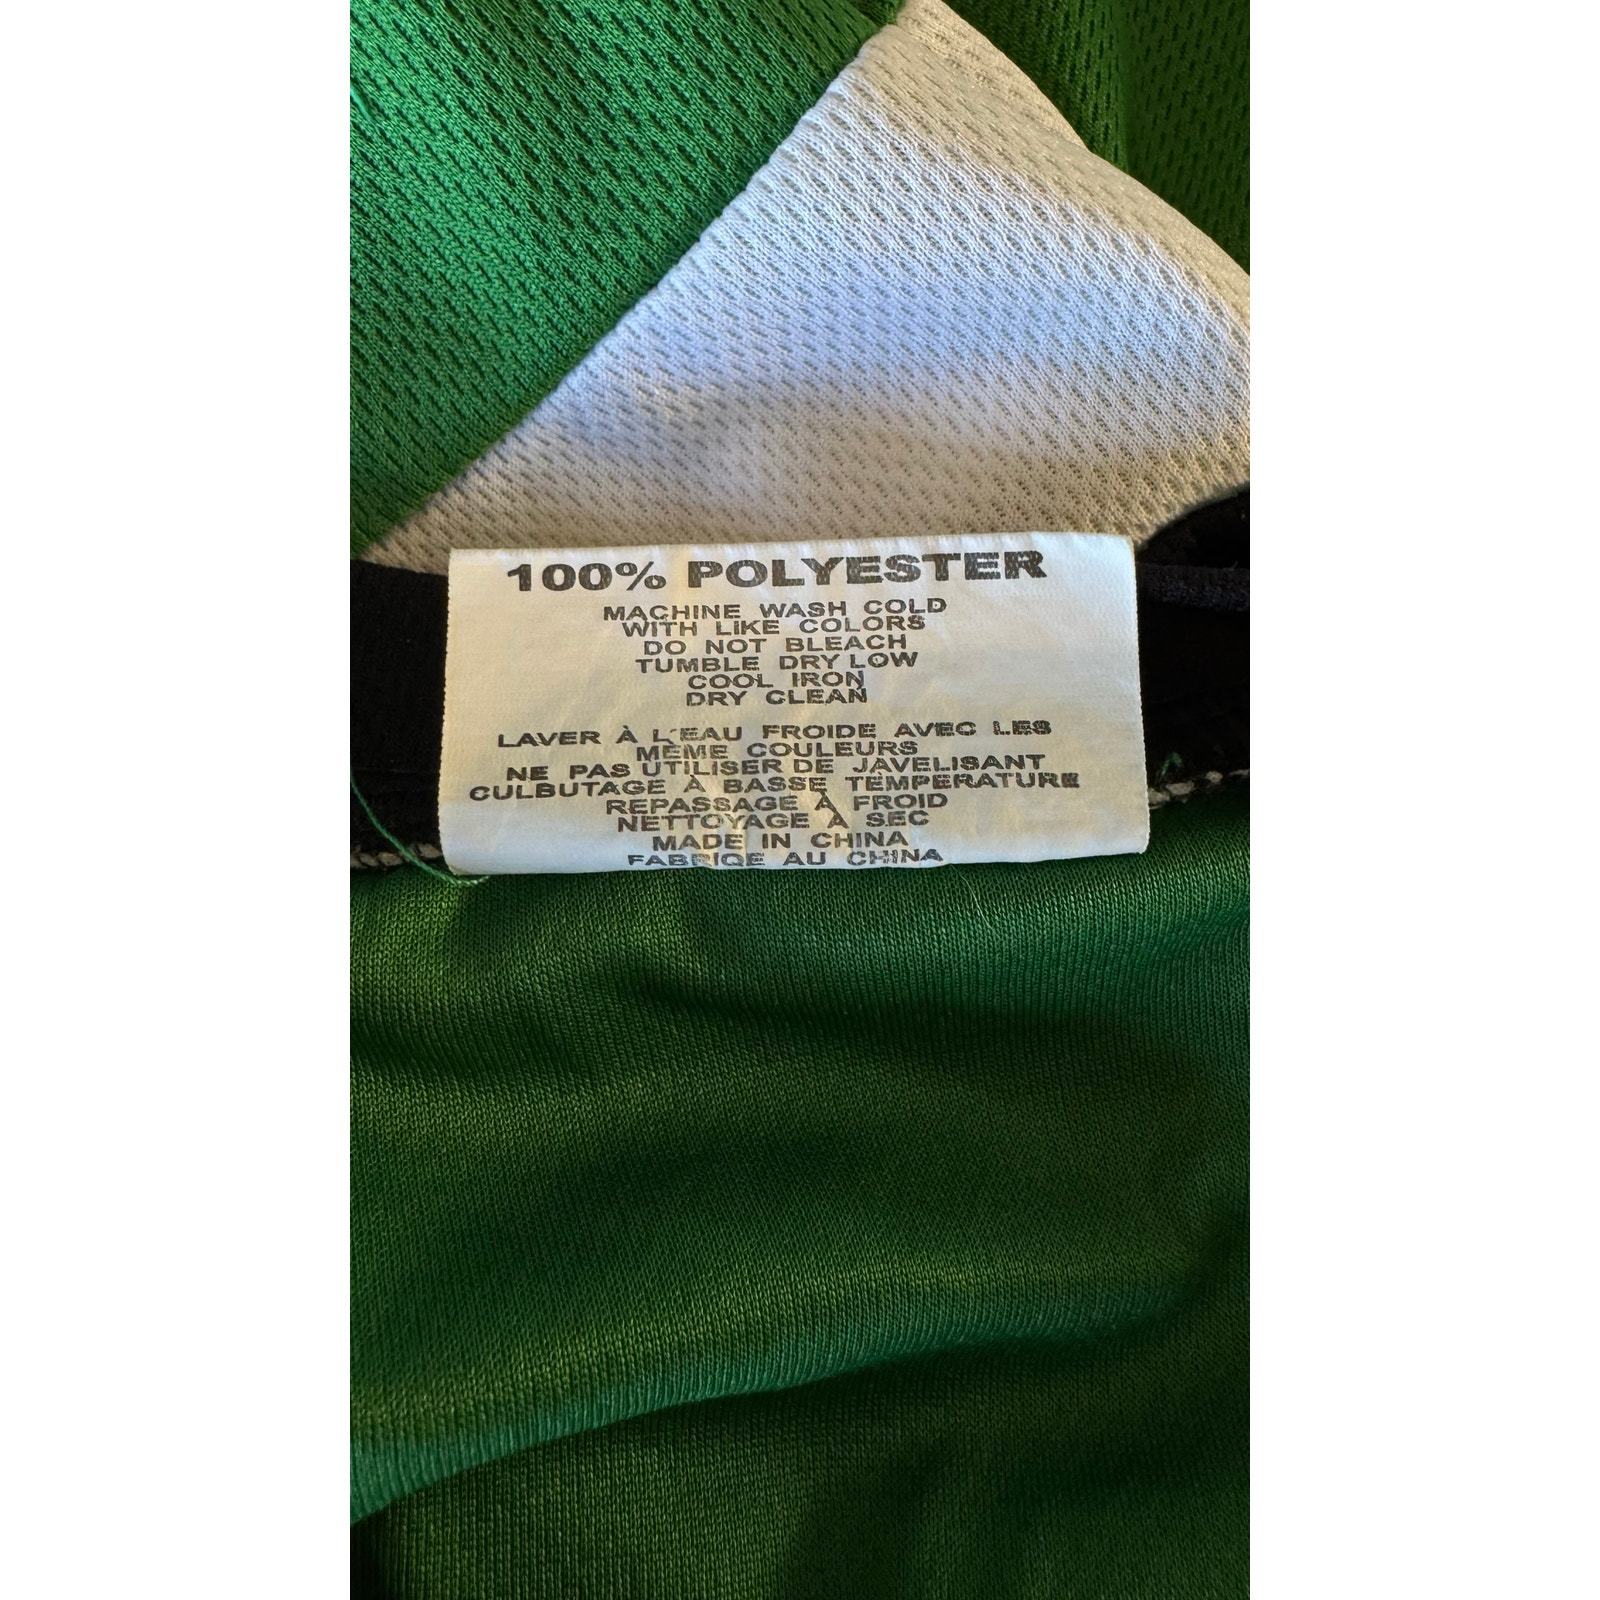 100% POLYESTER
MACHINE WASH COLD
WITH LIKE COLORS
DO NOT BLEACH
TUMBLE DRY LOW
COOL IRON
DRY CLEAN
LAVER À L'EAU FROIDE AVEC LES
MÊME COULEURS
NE PAS UTILISER DE JAVELISANT
CULBUTAGE À BASSE TEMPERATURE
REPASSAGE À FROID
NETTOYAGE À SEC
MADE IN CHINA
FABRIQE AU CHINA